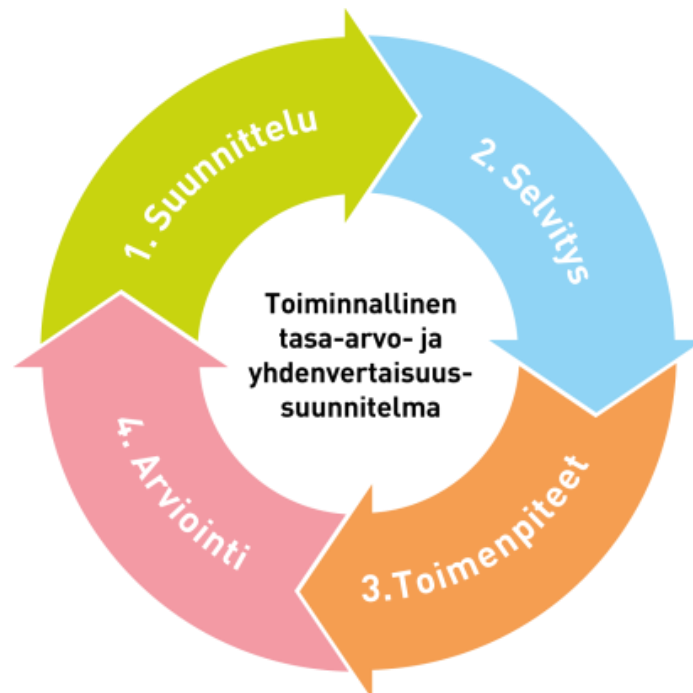 1. Suunnittelu
2. Selvitys
3.Toimenpiteet
4. Arviointi
Toiminnallinen
tasa-arvo- ja
yhdenvertaisuus-
suunnitelma